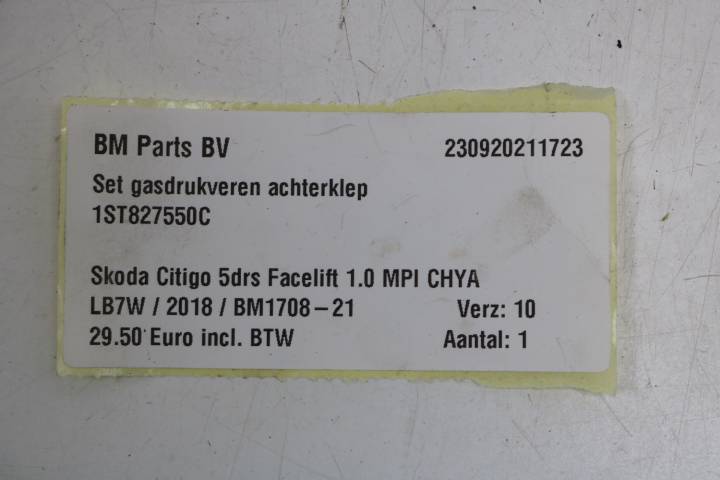 BM Parts BV 230920211723
Set gasdrukveren achterklep
1ST827550C
Skoda Citigo 5drs Facelift 1.0 MPI CHYA
LB7W / 2018 / BM1708-21 Verz: 10
29.50 Euro incl. BTW Aantal: 1